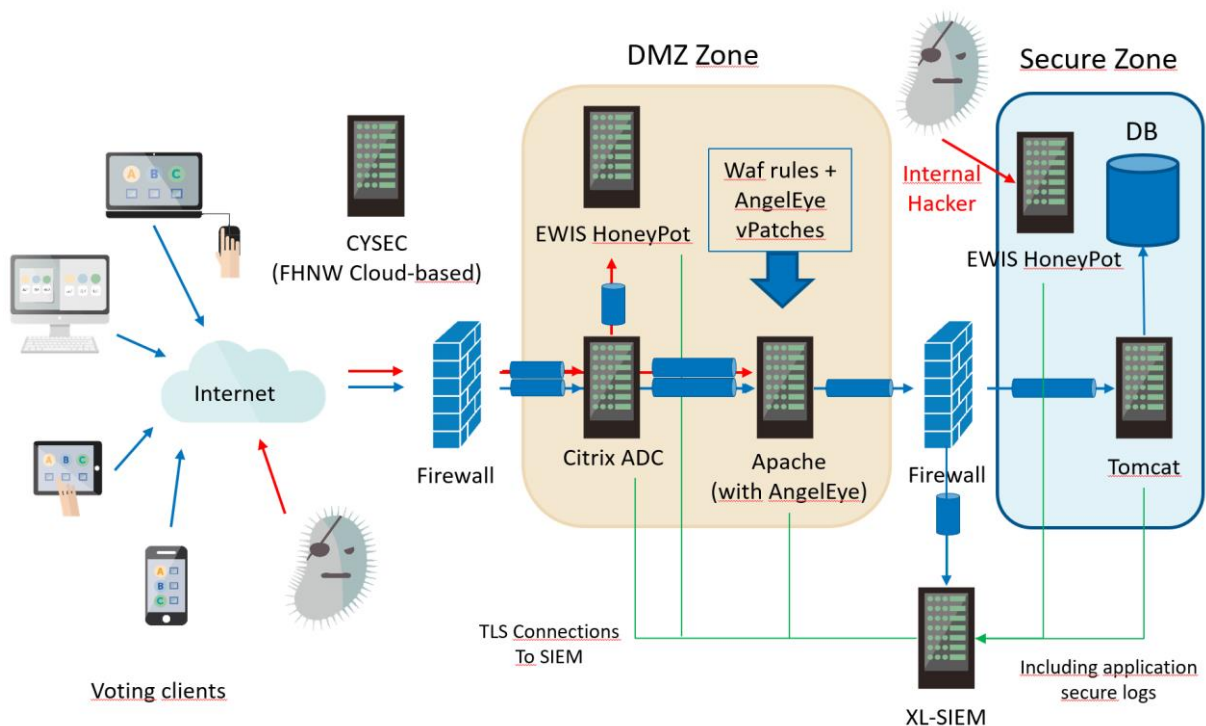 DMZ Zone
Secure Zone
DB
Waf rules +
AngelEye
vPatches
Internal
Hacker
CYSEC
(FHNW Cloud-based)
EWIS HoneyPot
EWIS HoneyPot
Internet
Firewall
Citrix ADC
Apache
(with AngelEye)
Firewall
Tomcat
TLS Connections
To SIEM
Including application
secure logs
Voting clients
XL-SIEM
A B C
A B C
A
B
C